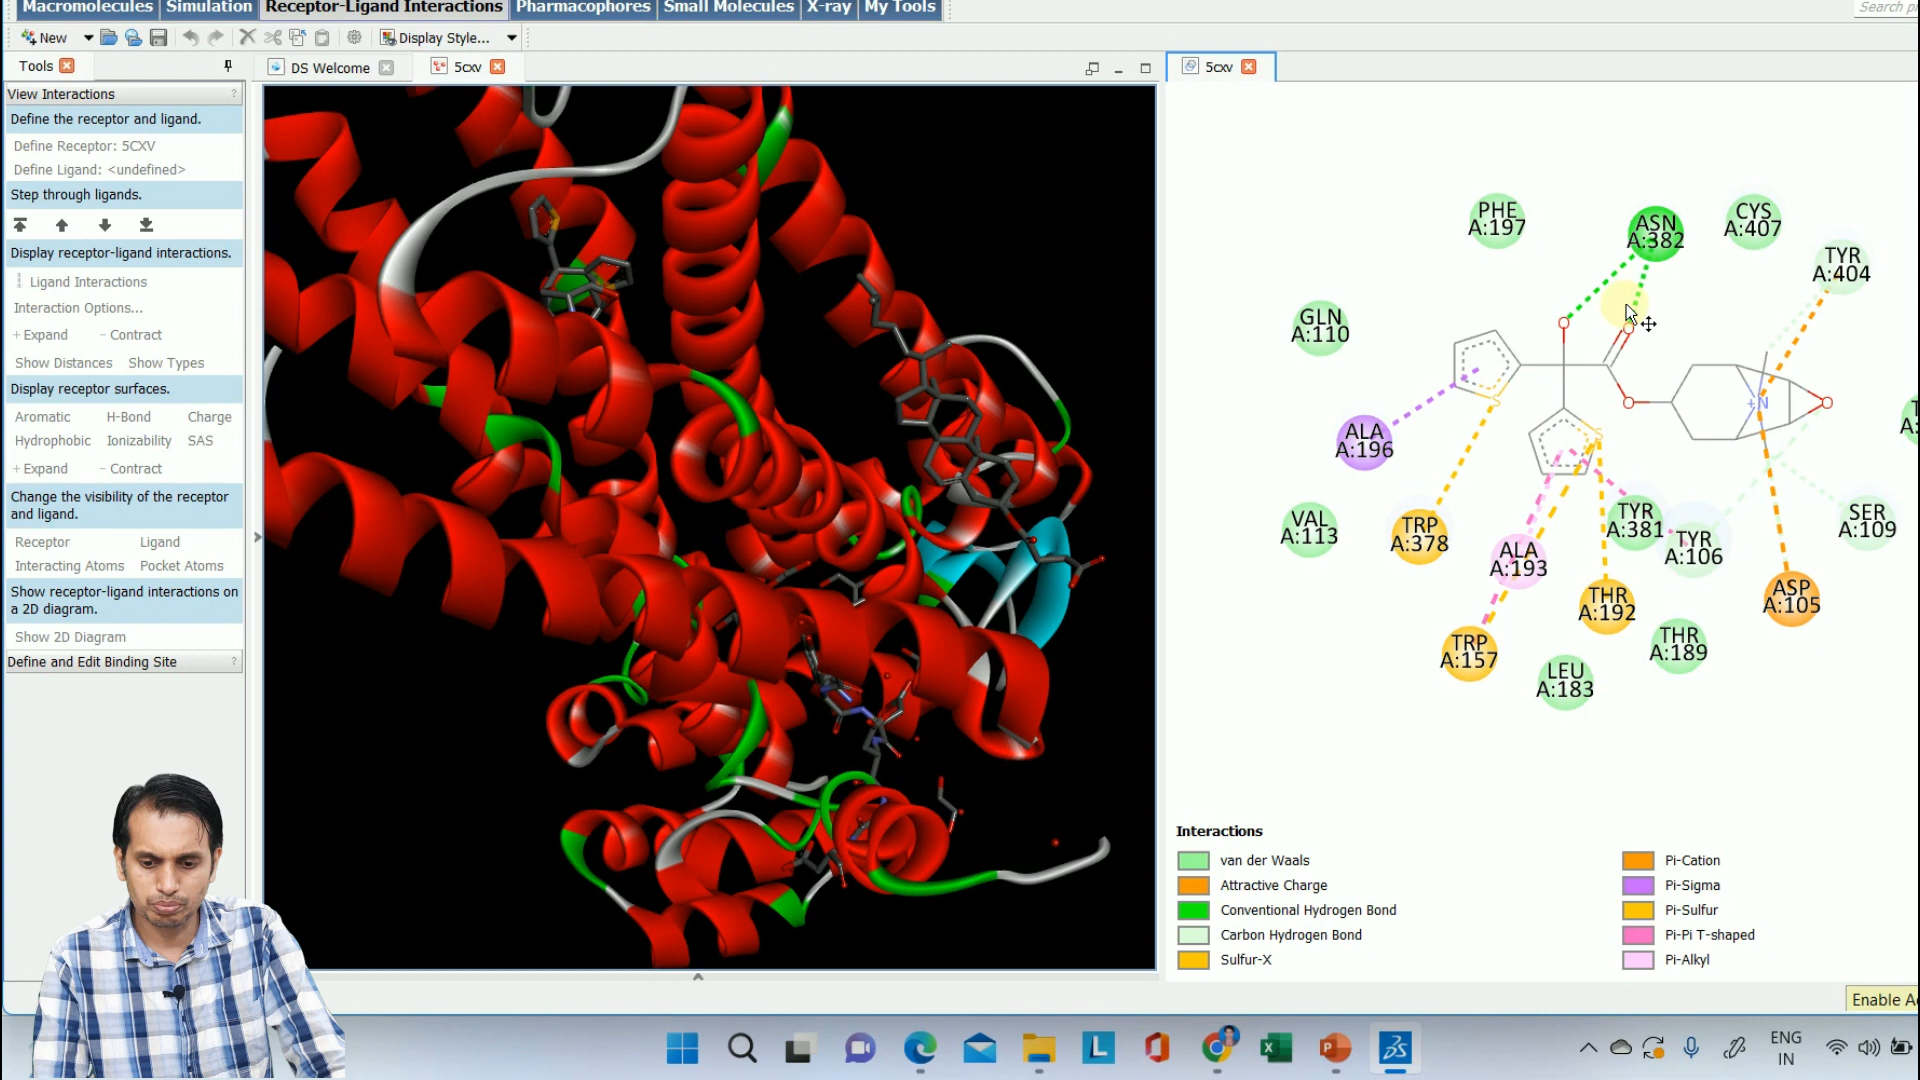 Macromolecules Simulation Receptor-Ligand Interactions Pharmacophores Small Molecules X-ray My Tools
Search
New Display Style...
Tools DS Welcome 5cxv 5cxv
View Interactions ?
Define the receptor and ligand.
Define Receptor: 5CXV
Define Ligand: <undefined>
Step through ligands.
Display receptor-ligand interactions.
Ligand Interactions
Interaction Options...
+ Expand - Contract
Show Distances Show Types
Display receptor surfaces.
Aromatic H-Bond Charge
Hydrophobic Ionizability SAS
+ Expand - Contract
Change the visibility of the receptor
and ligand.
Receptor Ligand
Interacting Atoms Pocket Atoms
Show receptor-ligand interactions on
a 2D diagram.
Show 2D Diagram
Define and Edit Binding Site ?
PHE
A:197
ASN
A:382
CYS
A:407
TYR
A:404
GLN
A:110
O
O
S
O
+N
O
S
ALA
A:196
VAL
A:113
TRP
A:378
ALA
A:193
TYR
A:381
TYR
A:106
SER
A:109
THR
A:192
ASP
A:105
TRP
A:157
LEU
A:183
THR
A:189
Interactions
van der Waals
Attractive Charge
Conventional Hydrogen Bond
Carbon Hydrogen Bond
Sulfur-X
Pi-Cation
Pi-Sigma
Pi-Sulfur
Pi-Pi T-shaped
Pi-Alkyl
Enable
ENG
IN